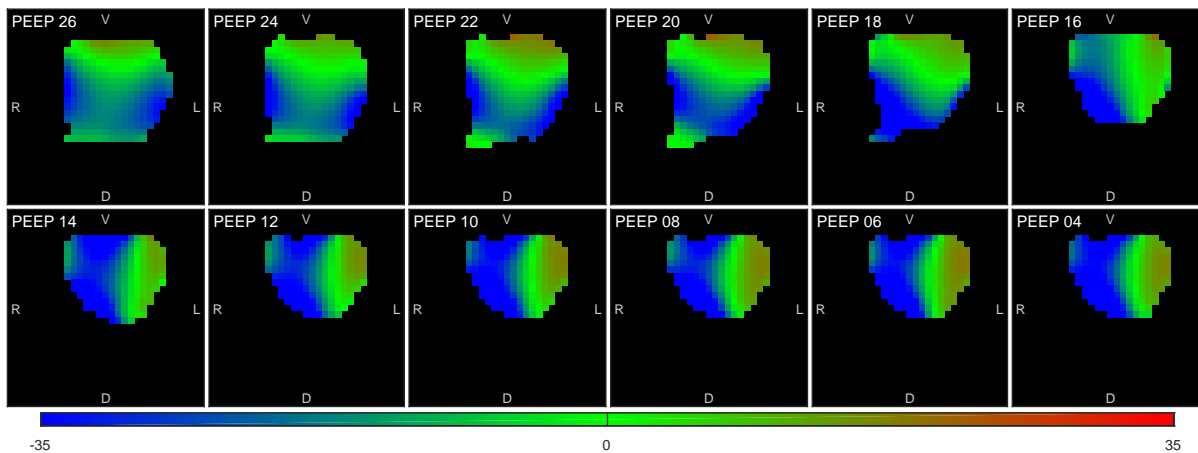 PEEP 26 V R L D
PEEP 24 V R L D
PEEP 22 V R L D
PEEP 20 V R L D
PEEP 18 V R L D
PEEP 16 V R L D
PEEP 14 V R L D
PEEP 12 V R L D
PEEP 10 V R L D
PEEP 08 V R L D
PEEP 06 V R L D
PEEP 04 V R L D
-35 0 35